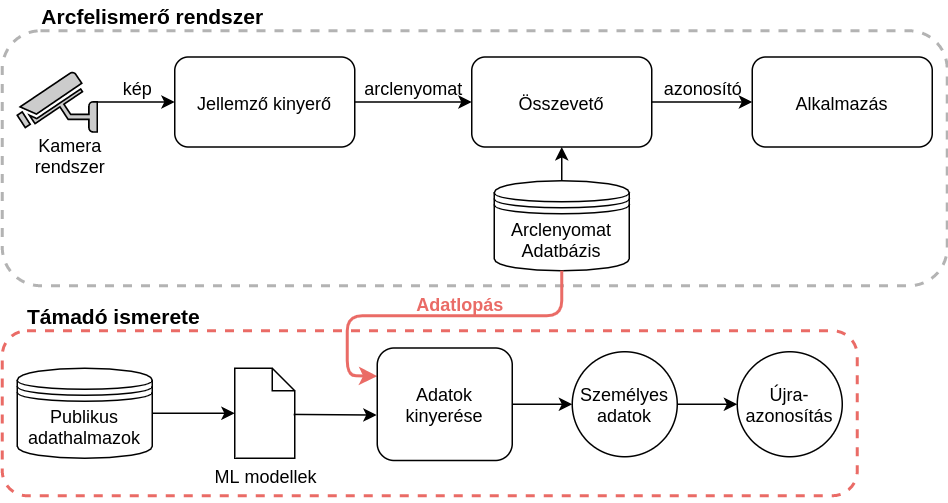 Arcfelismerő rendszer
kép
Kamera
rendszer
Jellemző kinyerő
arclenyomat
Összevető
azonosító
Alkalmazás
Arclenyomat
Adatbázis
Adatlopás
Támadó ismerete
Publikus
adathalmazok
ML modellek
Adatok
kinyerése
Személyes
adatok
Újra-
azonosítás